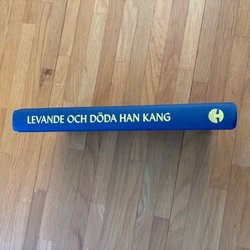 LEVANDE OCH DÖDA HAN KANG